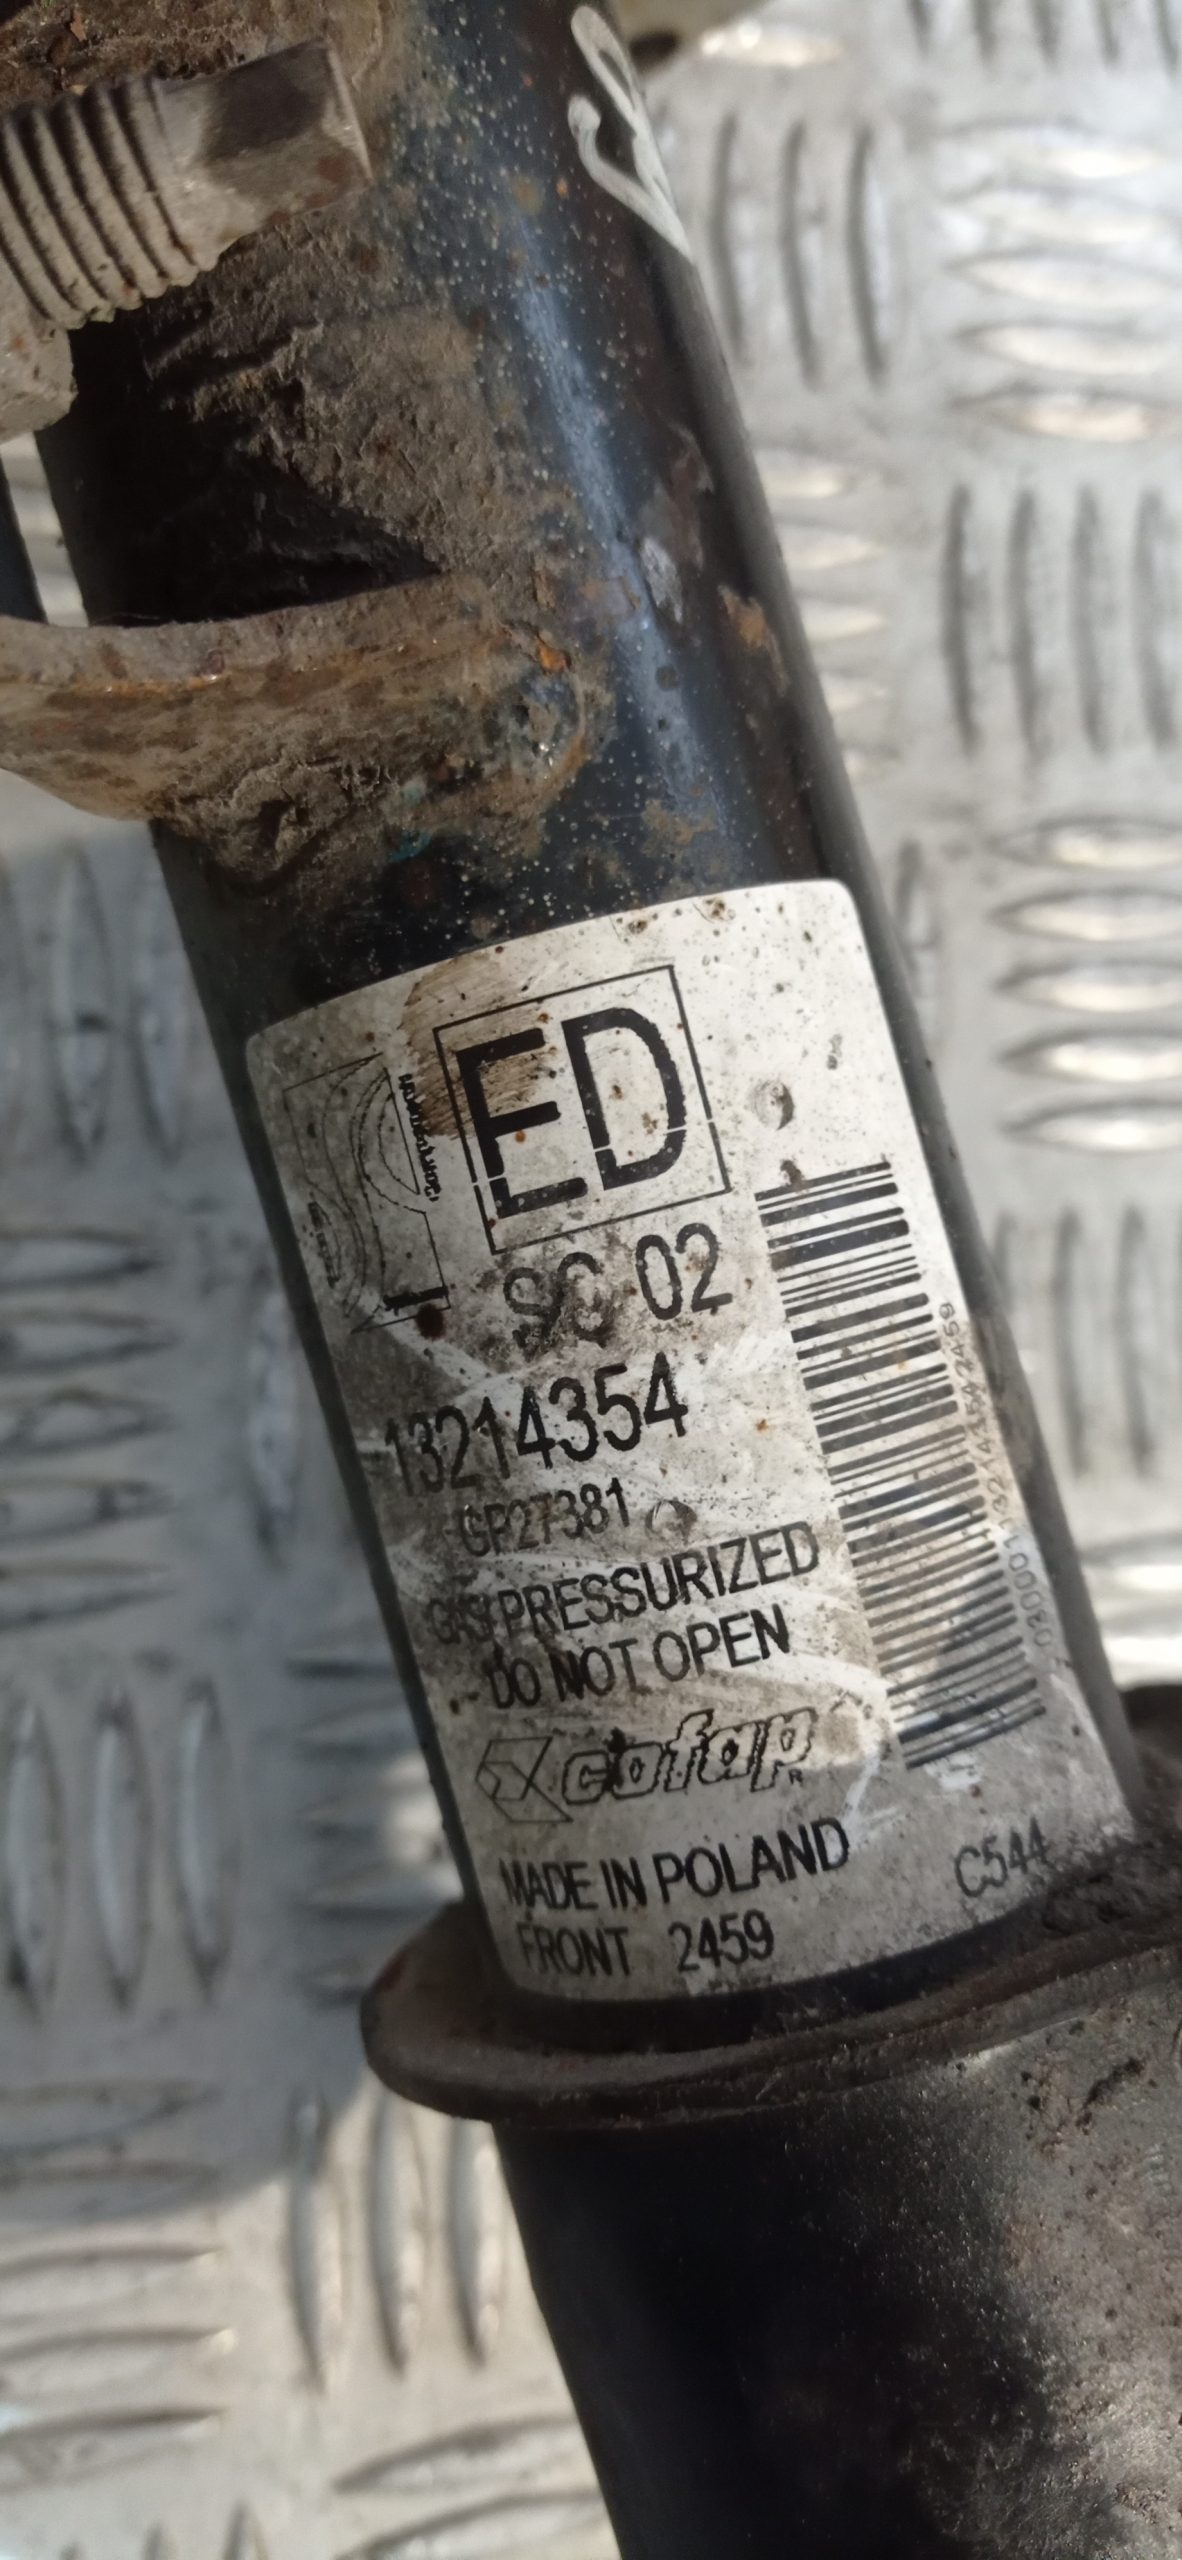 ED
SC 02
13214354
GP27381
GAS PRESSURIZED
DO NOT OPEN
cofap
R
MADE IN POLAND
FRONT 2459
C544